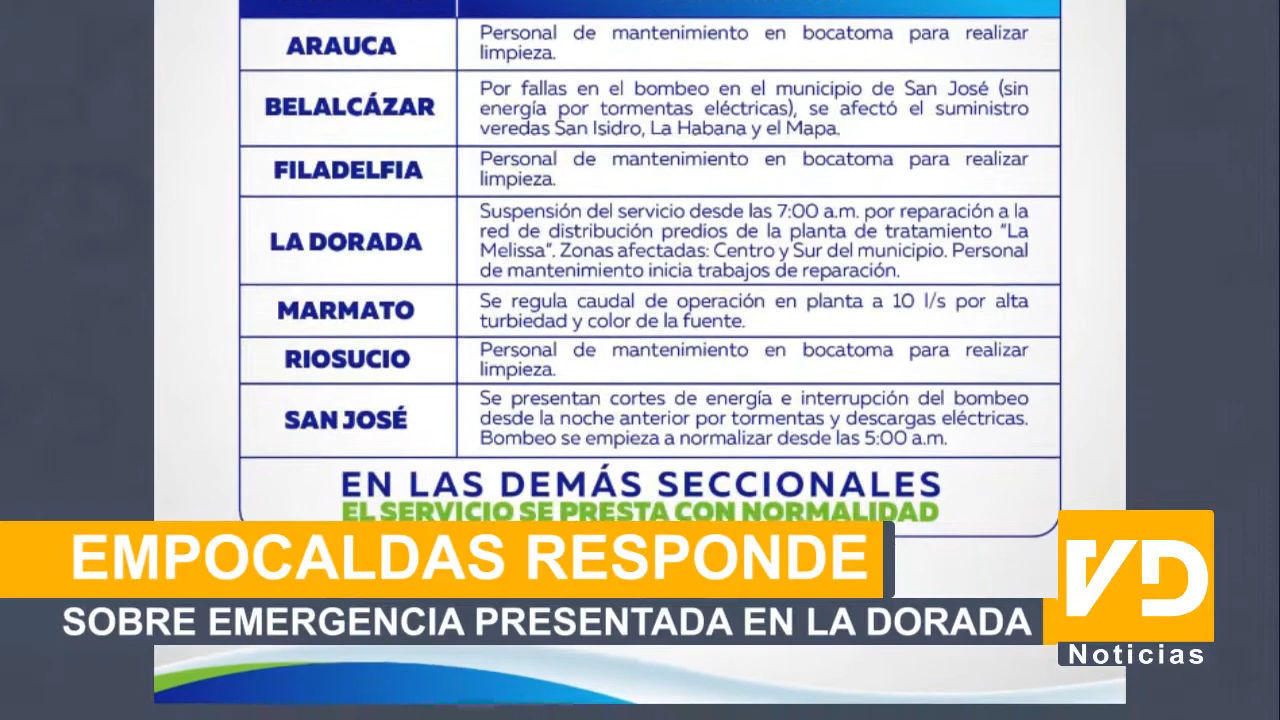 ARAUCA
Personal de mantenimiento en bocatoma para realizar
limpieza.
BELALCÁZAR
Por fallas en el bombeo en el municipio de San José (sin
energía por tormentas eléctricas), se afectó el suministro
veredas San Isidro, La Habana y el Mapa.
FILADELFIA
Personal de mantenimiento en bocatoma para realizar
limpieza.
LA DORADA
Suspensión del servicio desde las 7:00 a.m. por reparación a la
red de distribución predios de la planta de tratamiento "La
Melissa". Zonas afectadas: Centro y Sur del municipio. Personal
de mantenimiento inicia trabajos de reparación.
MARMATO
Se regula caudal de operación en planta a 10 l/s por alta
turbiedad y color de la fuente.
RIOSUCIO
Personal de mantenimiento en bocatoma para realizar
limpieza.
SAN JOSÉ
Se presentan cortes de energía e interrupción del bombeo
desde la noche anterior por tormentas y descargas eléctricas.
Bombeo se empieza a normalizar desde las 5:00 a.m.
EN LAS DEMÁS SECCIONALES
EL SERVICIO SE PRESTA CON NORMALIDAD
EMPOCALDAS RESPONDE
SOBRE EMERGENCIA PRESENTADA EN LA DORADA
VD
Noticias